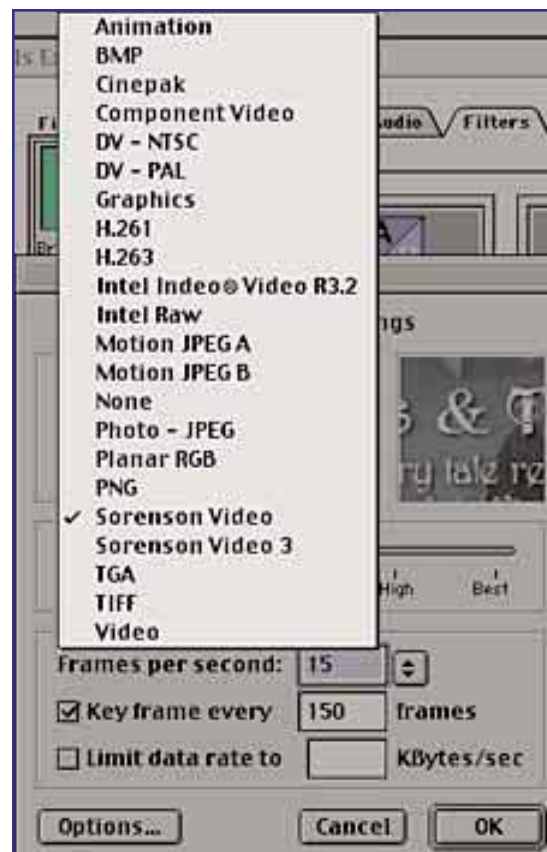 Animation
BMP
Cinepak
Component Video
DV - NTSC
DV - PAL
Graphics
H.261
H.263
Intel Indeo® Video R3.2
Intel Raw
Motion JPEG A
Motion JPEG B
None
Photo - JPEG
Planar RGB
PNG
✓ Sorenson Video
Sorenson Video 3
TGA
TIFF
Video
Filters
High Best
Frames per second: 15
Key frame every 150 frames
Limit data rate to KBytes/sec
Options... Cancel OK